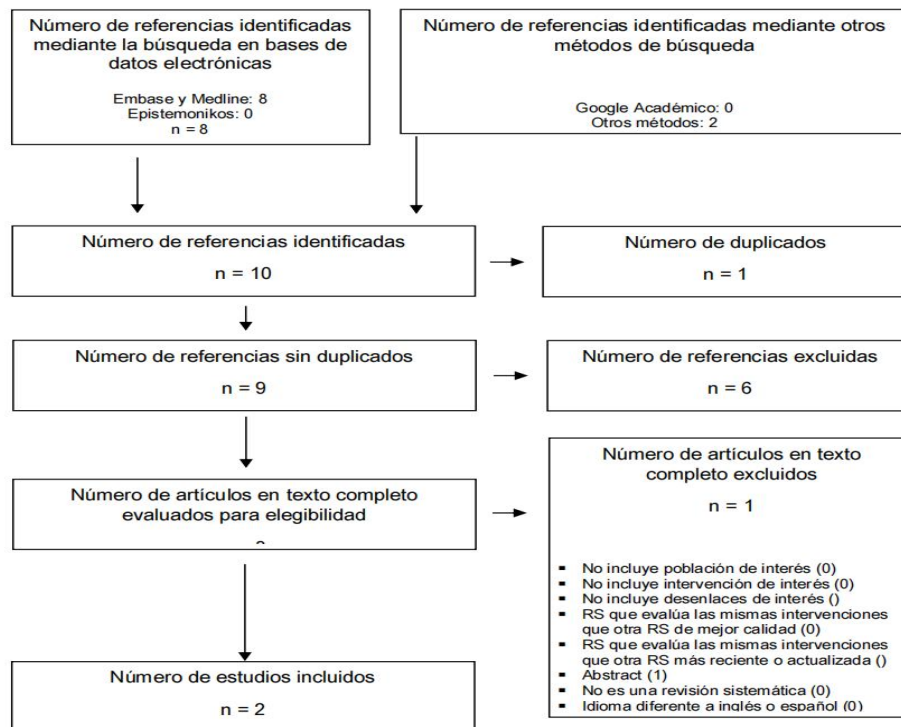 Número de referencias identificadas
mediante la búsqueda en bases de
datos electrónicas
Embase y Medline: 8
Epistemonikos: 0
n = 8
Número de referencias identificadas mediante otros
métodos de búsqueda
Google Académico: 0
Otros métodos: 2
Número de referencias identificadas
n = 10
Número de duplicados
n = 1
Número de referencias sin duplicados
n = 9
Número de referencias excluidas
n = 6
Número de artículos en texto completo
evaluados para elegibilidad
Número de artículos en texto
completo excluidos
n = 1
▪ No incluye población de interés (0)
▪ No incluye intervención de interés (0)
▪ No incluye desenlaces de interés ()
▪ RS que evalúa las mismas intervenciones
que otra RS de mejor calidad (0)
▪ RS que evalúa las mismas intervenciones
que otra RS más reciente o actualizada ()
▪ Abstract (1)
▪ No es una revisión sistemática (0)
▪ Idioma diferente a inglés o español (0)
Número de estudios incluidos
n = 2